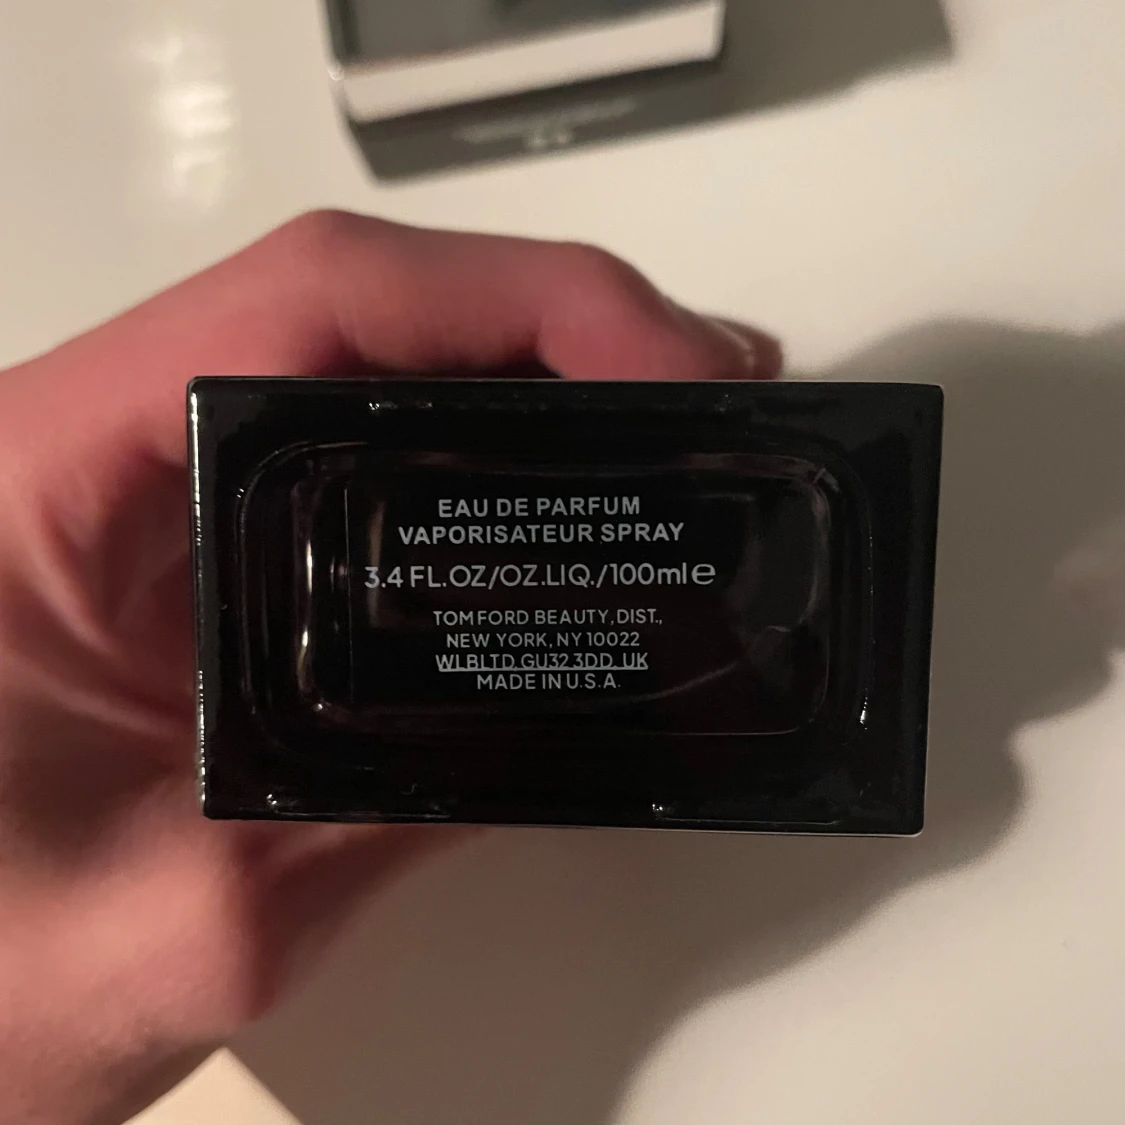 EAU DE PARFUM
VAPORISATEUR SPRAY
3.4 FL.OZ/OZ.LIQ./100ml ℮
TOM FORD BEAUTY, DIST.,
NEW YORK, NY 10022
WLBLTD, GU32 3DD, UK
MADE IN U.S.A.